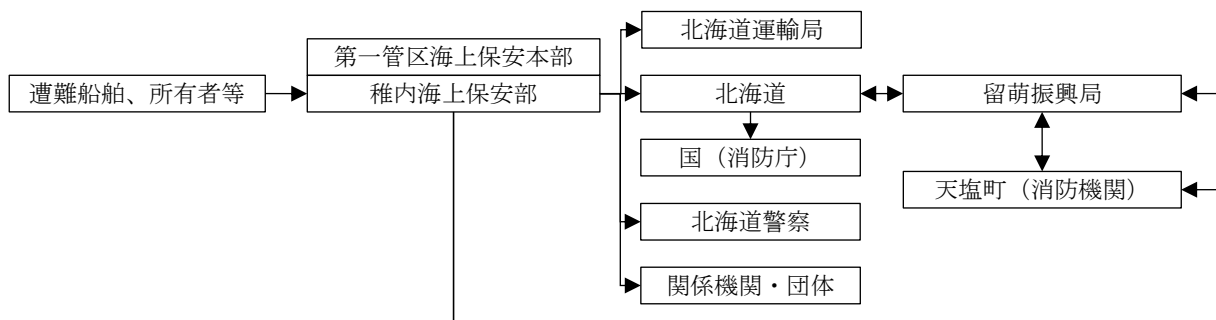 北海道運輸局
第一管区海上保安本部
遭難船舶、所有者等
稚内海上保安部
北海道
留萌振興局
国（消防庁）
天塩町（消防機関）
北海道警察
関係機関・団体